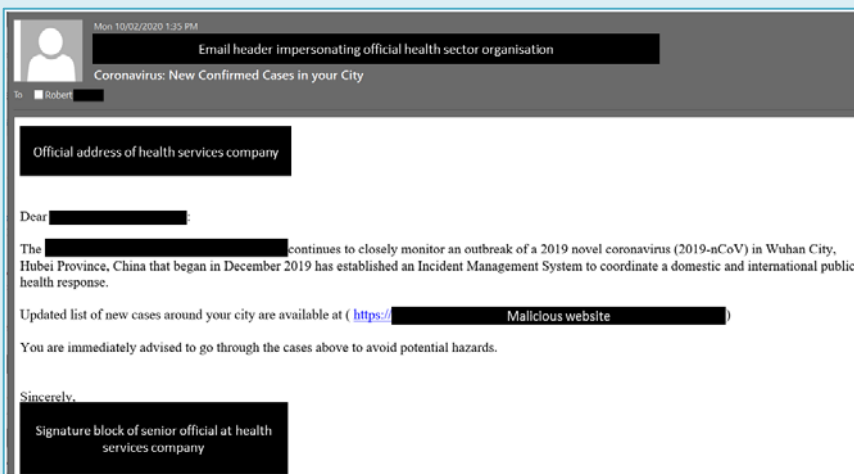 Mon 10/02/2020 1:35 PM
Email header impersonating official health sector organisation
Coronavirus: New Confirmed Cases in your City
To Robert
Official address of health services company
Dear :
The continues to closely monitor an outbreak of a 2019 novel coronavirus (2019-nCoV) in Wuhan City,
Hubei Province, China that began in December 2019 has established an Incident Management System to coordinate a domestic and international public
health response.
Updated list of new cases around your city are available at ( https:// Malicious website )
You are immediately advised to go through the cases above to avoid potential hazards.
Sincerely,
Signature block of senior official at health
services company